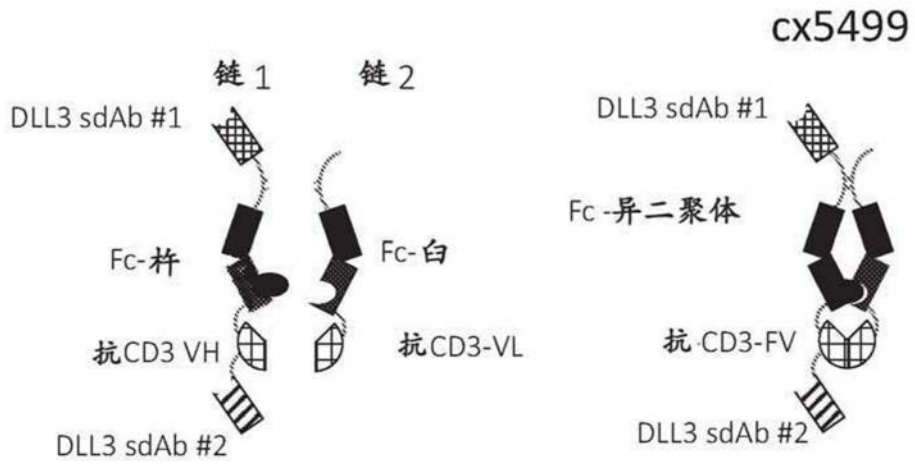 cx5499
链1
链2
DLL3 sdAb #1
DLL3 sdAb #1
Fc-异二聚体
Fc-杵
Fc-臼
抗CD3 VH
抗CD3-VL
抗·CD3-FV
DLL3 sdAb #2
DLL3 sdAb #2